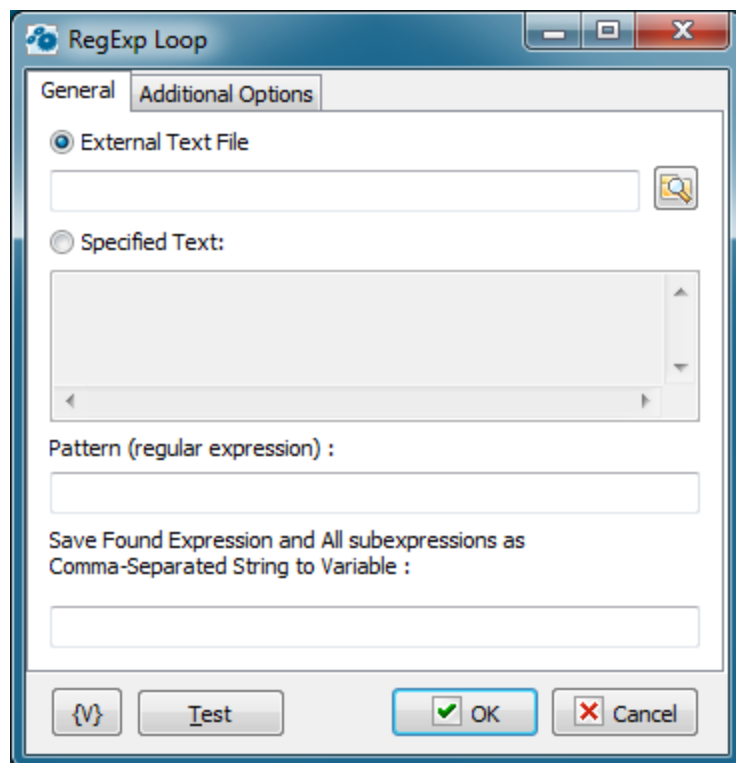 RegExp Loop
General Additional Options
External Text File
Specified Text:
Pattern (regular expression) :
Save Found Expression and All subexpressions as
Comma-Separated String to Variable :
{V} Test OK Cancel